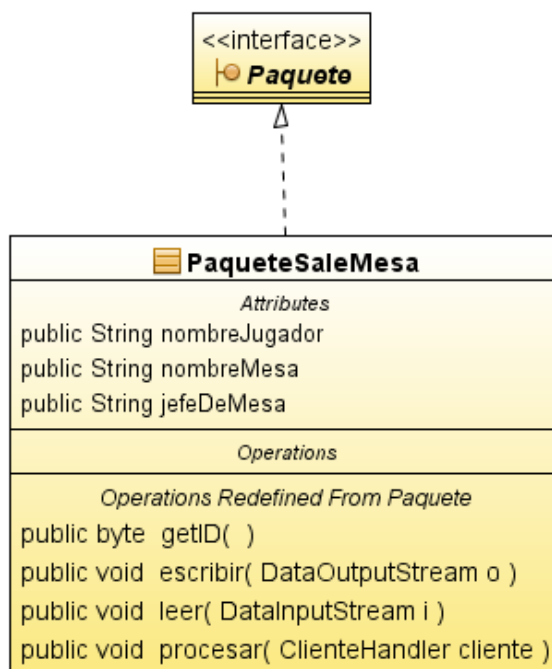 <<interface>>
Paquete
PaqueteSaleMesa
Attributes
public String nombreJugador
public String nombreMesa
public String jefeDeMesa
Operations
Operations Redefined From Paquete
public byte getID( )
public void escribir( DataOutputStream o )
public void leer( DataInputStream i )
public void procesar( ClienteHandler cliente )